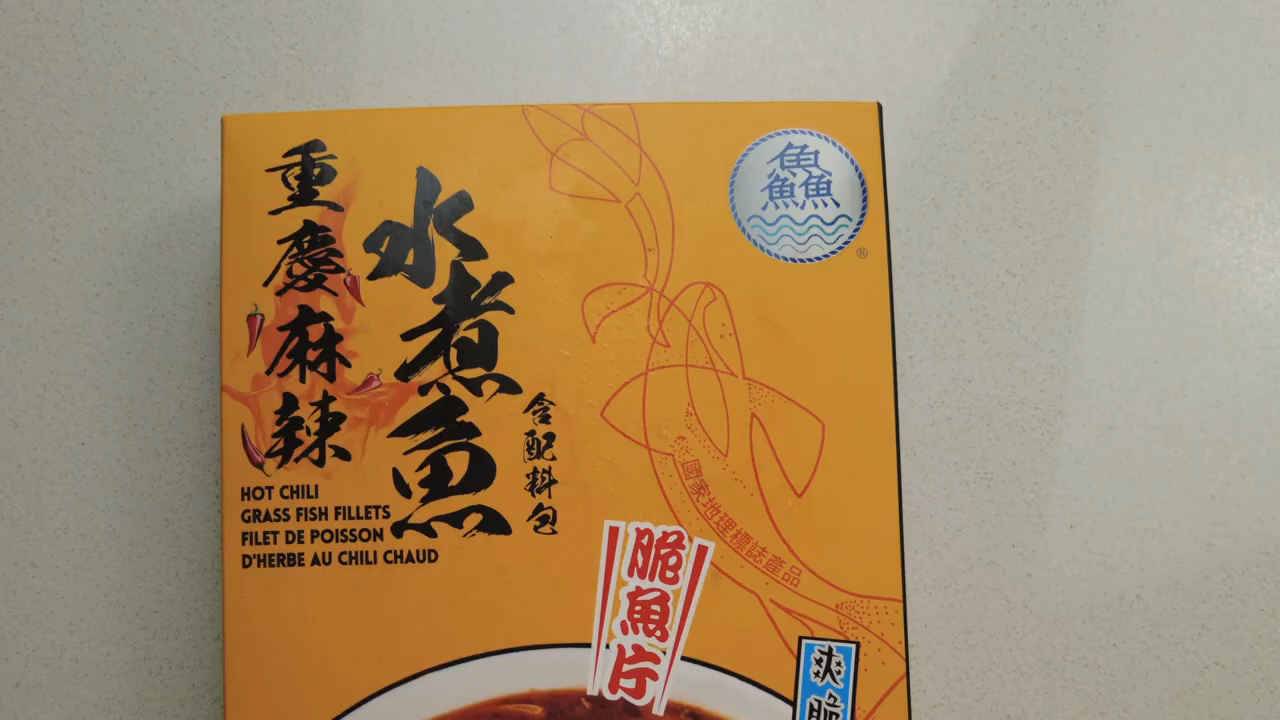 重慶麻辣
水煮魚
含配料包
HOT CHILI
GRASS FISH FILLETS
FILET DE POISSON
D'HERBE AU CHILI CHAUD
鱻
®
國家地理標誌產品
脆魚片
爽脆